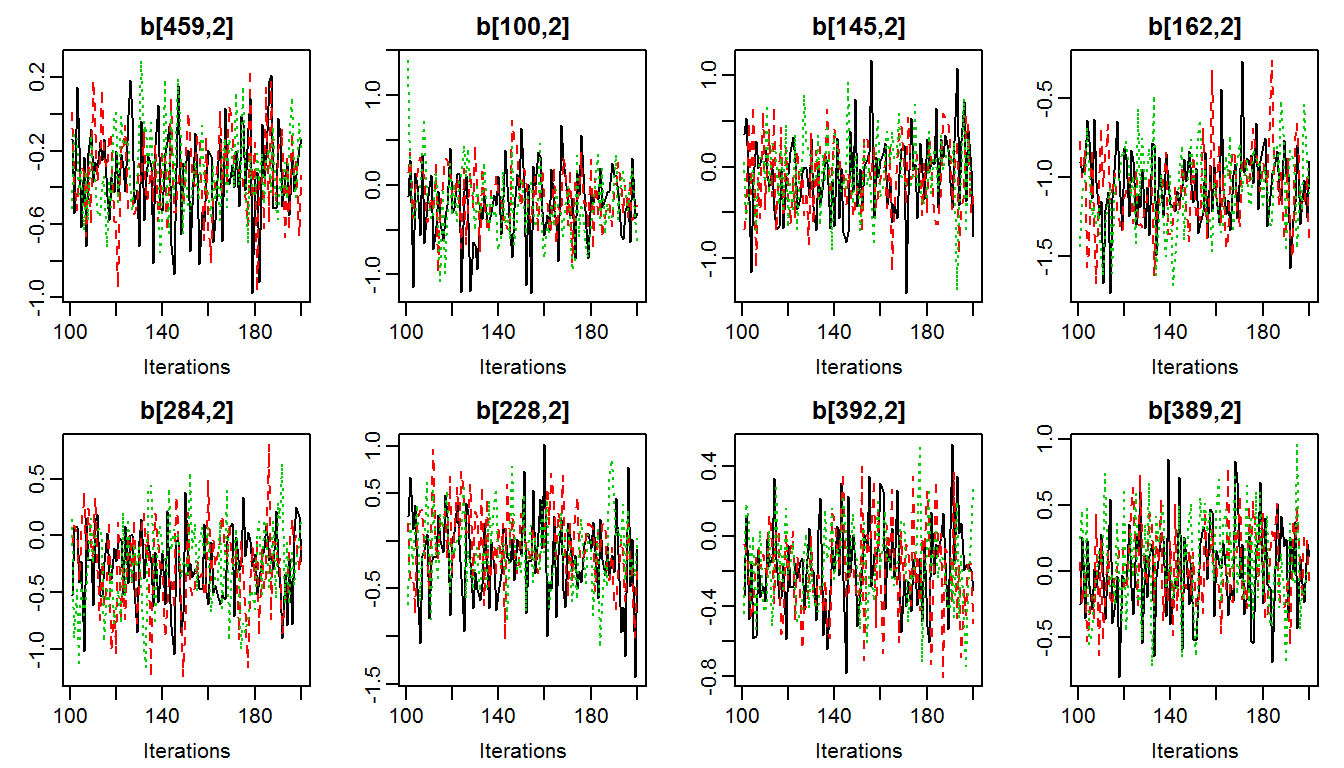 b[459,2] b[100,2] b[145,2] b[162,2]
0.2 1.0 1.0 -0.5
-0.2 0.0 0.0 -1.0
-0.6 -1.0 -1.0 -1.5
-1.0
100 140 180 100 140 180 100 140 180 100 140 180
Iterations Iterations Iterations Iterations
b[284,2] b[228,2] b[392,2] b[389,2]
0.5 1.0 0.4 1.0
0.0 0.5 0.0 0.5
-0.5 -0.5 -0.4 0.0
-1.0 -1.5 -0.8 -0.5
100 140 180 100 140 180 100 140 180 100 140 180
Iterations Iterations Iterations Iterations